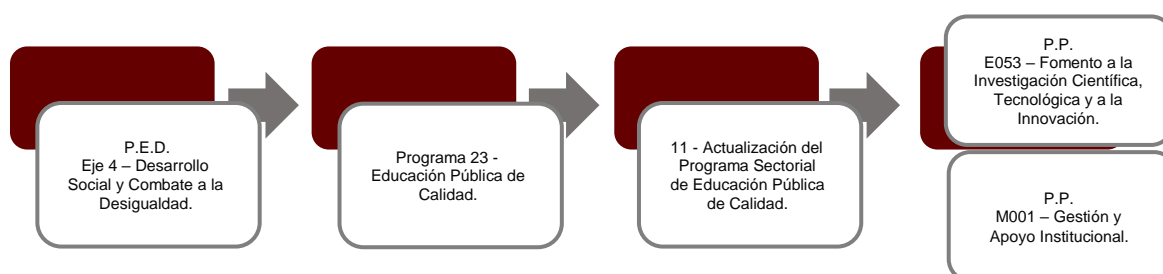 P.E.D.
Eje 4 – Desarrollo
Social y Combate a la
Desigualdad.
Programa 23 -
Educación Pública de
Calidad.
11 - Actualización del
Programa Sectorial
de Educación Pública
de Calidad.
P.P.
E053 – Fomento a la
Investigación Científica,
Tecnológica y a la
Innovación.
P.P.
M001 – Gestión y
Apoyo Institucional.